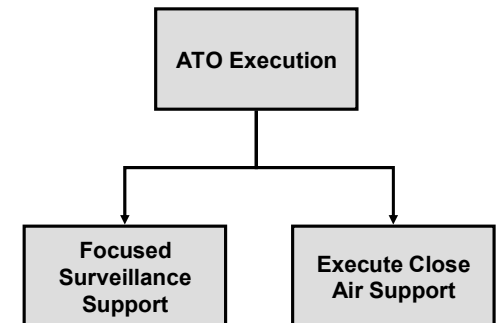 ATO Execution
Focused
Surveillance
Support
Execute Close
Air Support